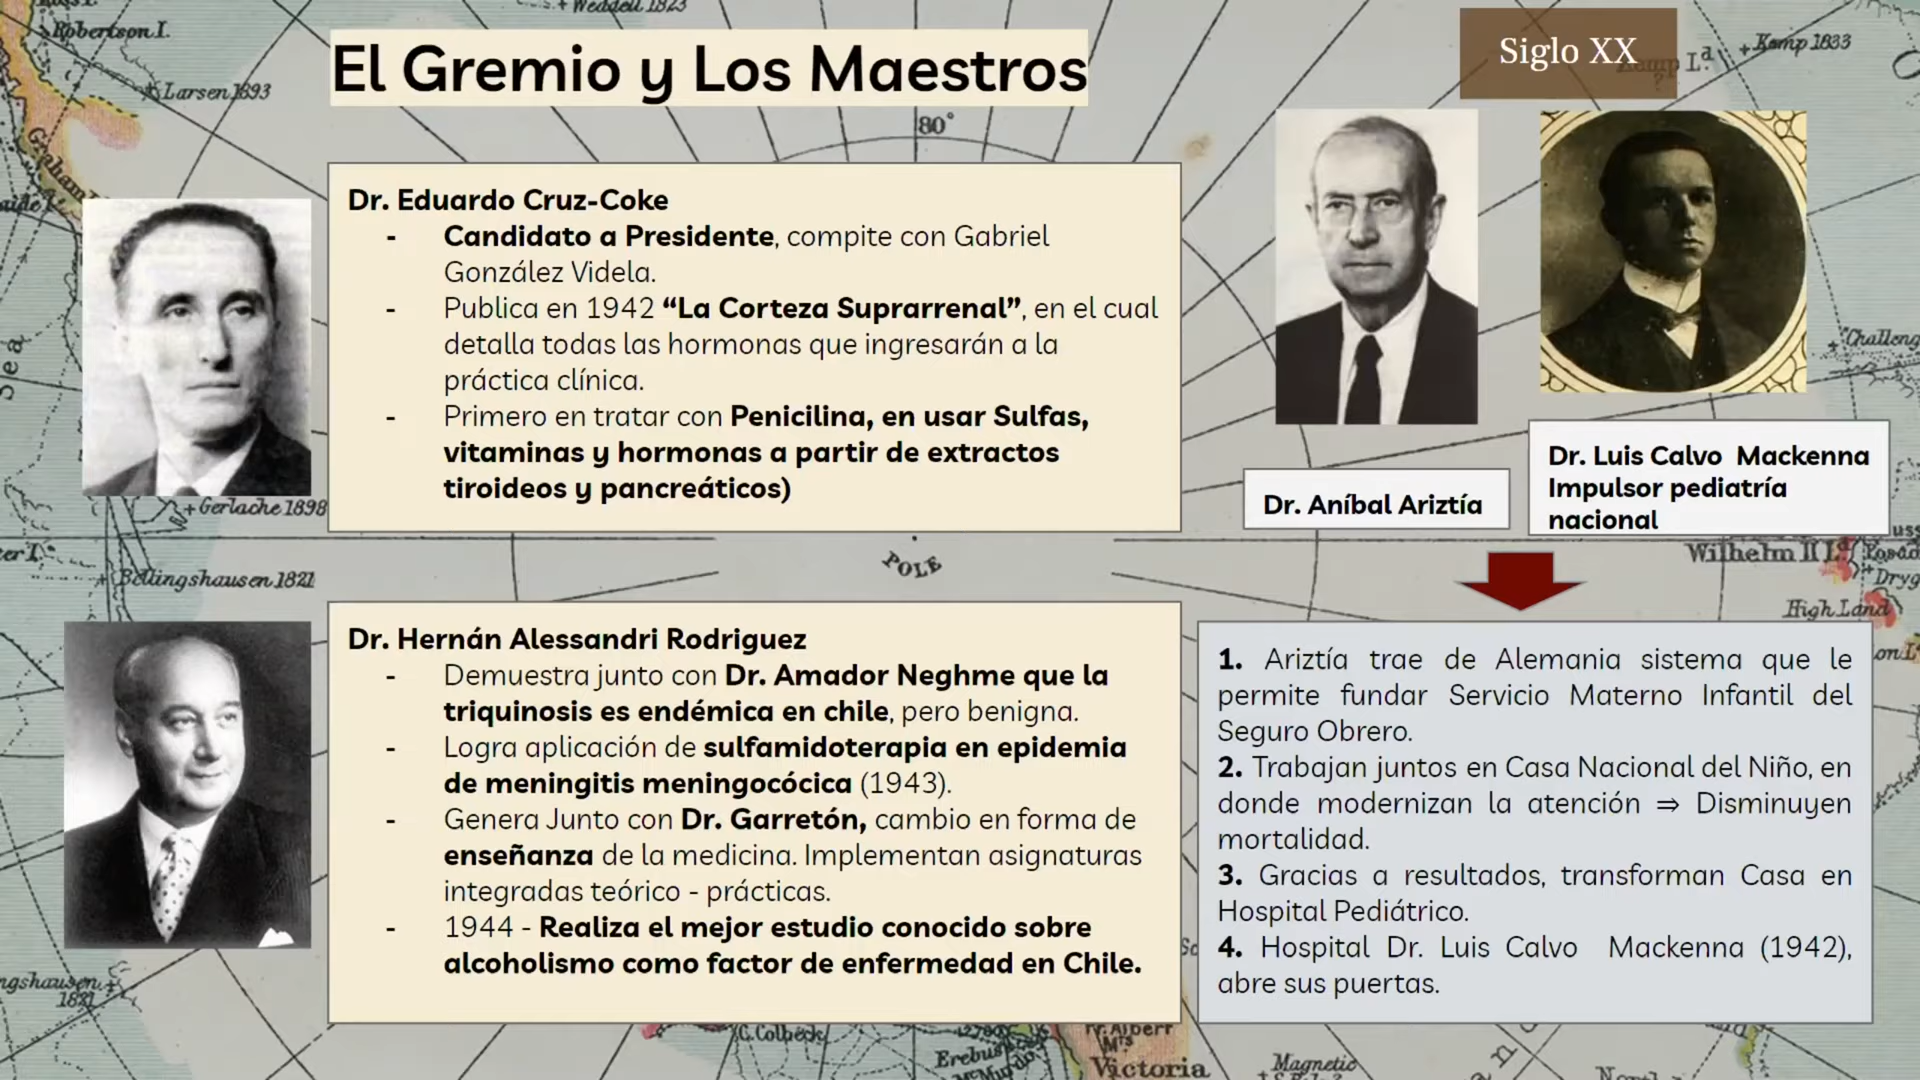 El Gremio y Los Maestros
Siglo XX
Dr. Eduardo Cruz-Coke
- Candidato a Presidente, compite con Gabriel
González Videla.
- Publica en 1942 “La Corteza Suprarrenal”, en el cual
detalla todas las hormonas que ingresarán a la
práctica clínica.
- Primero en tratar con Penicilina, en usar Sulfas,
vitaminas y hormonas a partir de extractos
tiroideos y pancreáticos)
Dr. Aníbal Ariztía
Dr. Luis Calvo Mackenna
Impulsor pediatría
nacional
Dr. Hernán Alessandri Rodriguez
- Demuestra junto con Dr. Amador Neghme que la
triquinosis es endémica en chile, pero benigna.
- Logra aplicación de sulfamidoterapia en epidemia
de meningitis meningocócica (1943).
- Genera Junto con Dr. Garretón, cambio en forma de
enseñanza de la medicina. Implementan asignaturas
integradas teórico - prácticas.
- 1944 - Realiza el mejor estudio conocido sobre
alcoholismo como factor de enfermedad en Chile.
1. Ariztía trae de Alemania sistema que le
permite fundar Servicio Materno Infantil del
Seguro Obrero.
2. Trabajan juntos en Casa Nacional del Niño, en
donde modernizan la atención ⇒ Disminuyen
mortalidad.
3. Gracias a resultados, transforman Casa en
Hospital Pediátrico.
4. Hospital Dr. Luis Calvo Mackenna (1942),
abre sus puertas.
Robertson I.
Weddell 1823
Larsen 1893
Kemp 1833
Kemp Ld
80°
Sea
Gerlache 1898
Bellingshausen 1821
POLE
Wilhelm II Ld
High Land
C. Colbeck
Erebus
Victoria
Magnetic